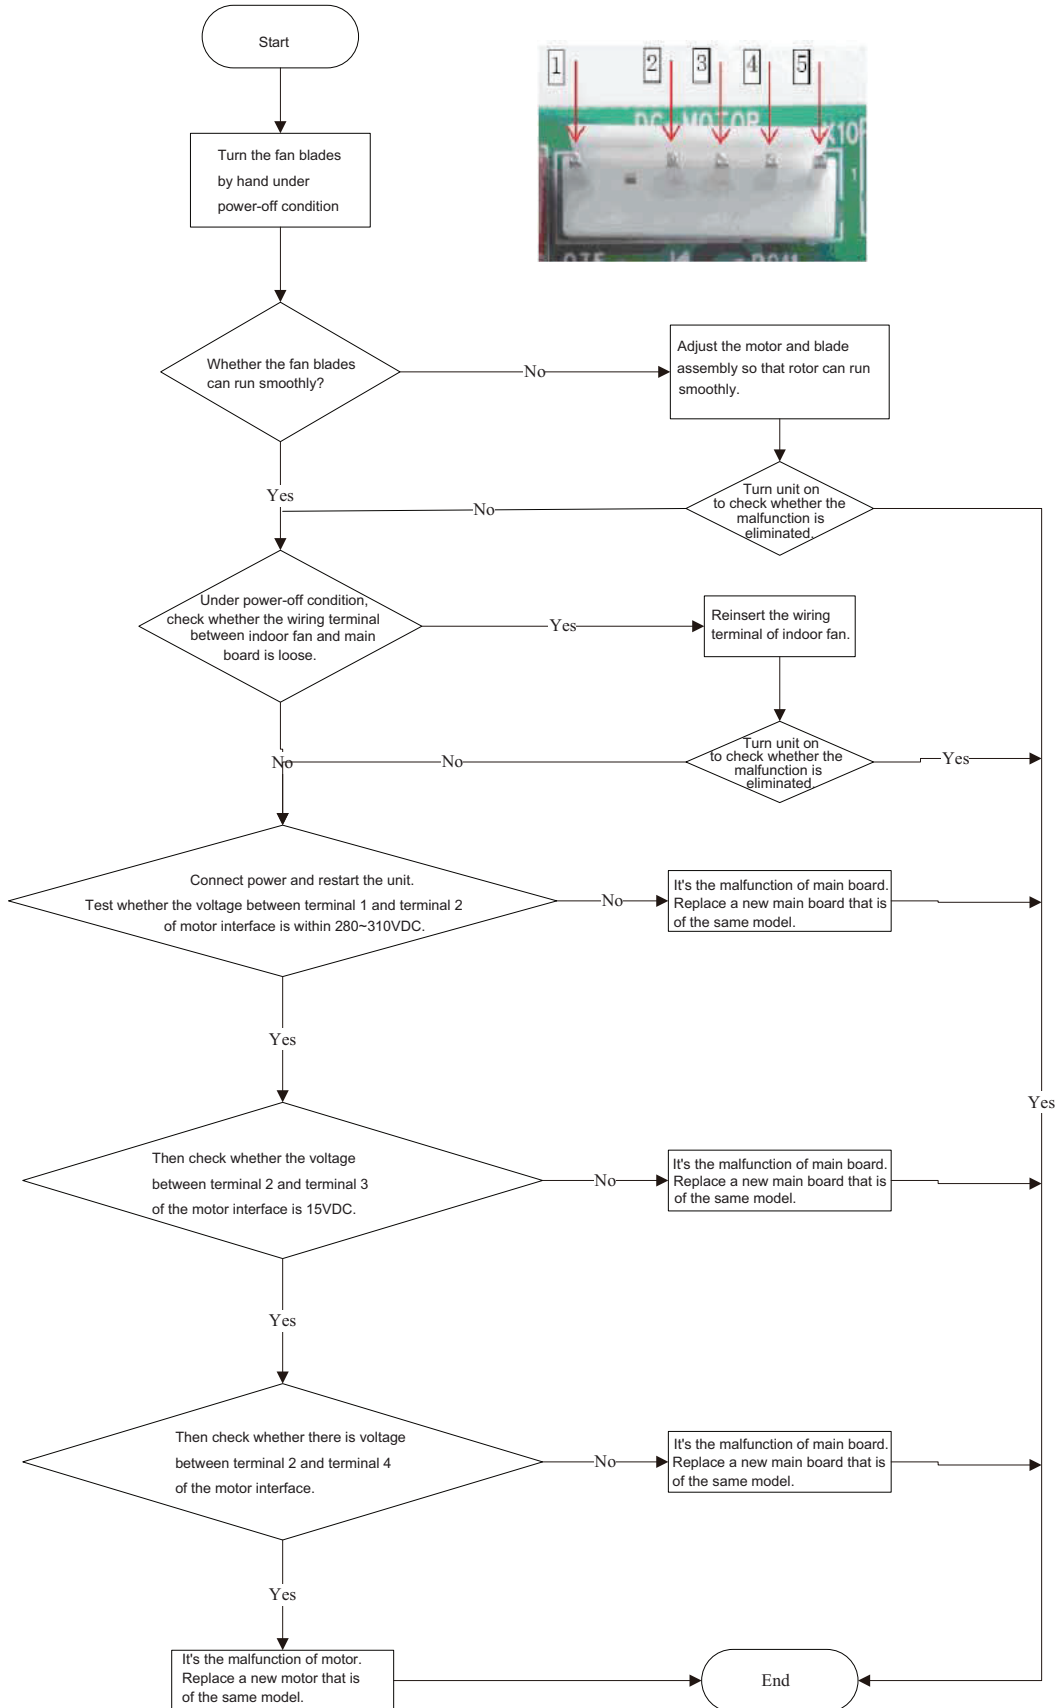 Start
1
2
3
4
5
DC-MOTOR
Turn the fan blades
by hand under
power-off condition
Whether the fan blades
can run smoothly?
No
Adjust the motor and blade
assembly so that rotor can run
smoothly.
Yes
No
Turn unit on
to check whether the
malfunction is
eliminated.
Under power-off condition,
check whether the wiring terminal
between indoor fan and main
board is loose.
Yes
Reinsert the wiring
terminal of indoor fan.
No
No
Turn unit on
to check whether the
malfunction is
eliminated.
Yes
Connect power and restart the unit.
Test whether the voltage between terminal 1 and terminal 2
of motor interface is within 280~310VDC.
No
It's the malfunction of main board.
Replace a new main board that is
of the same model.
Yes
Yes
Then check whether the voltage
between terminal 2 and terminal 3
of the motor interface is 15VDC.
No
It's the malfunction of main board.
Replace a new main board that is
of the same model.
Yes
Then check whether there is voltage
between terminal 2 and terminal 4
of the motor interface.
No
It's the malfunction of main board.
Replace a new main board that is
of the same model.
Yes
It's the malfunction of motor.
Replace a new motor that is
of the same model.
End